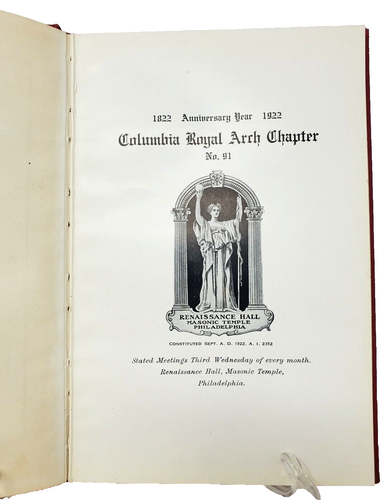 1822 Anniversary Year 1922
Columbia Royal Arch Chapter
No. 91
RENAISSANCE HALL
MASONIC TEMPLE
PHILADELPHIA
CONSTITUTED SEPT. A. D. 1822. A. I. 2352
Stated Meetings Third Wednesday of every month.
Renaissance Hall, Masonic Temple,
Philadelphia.